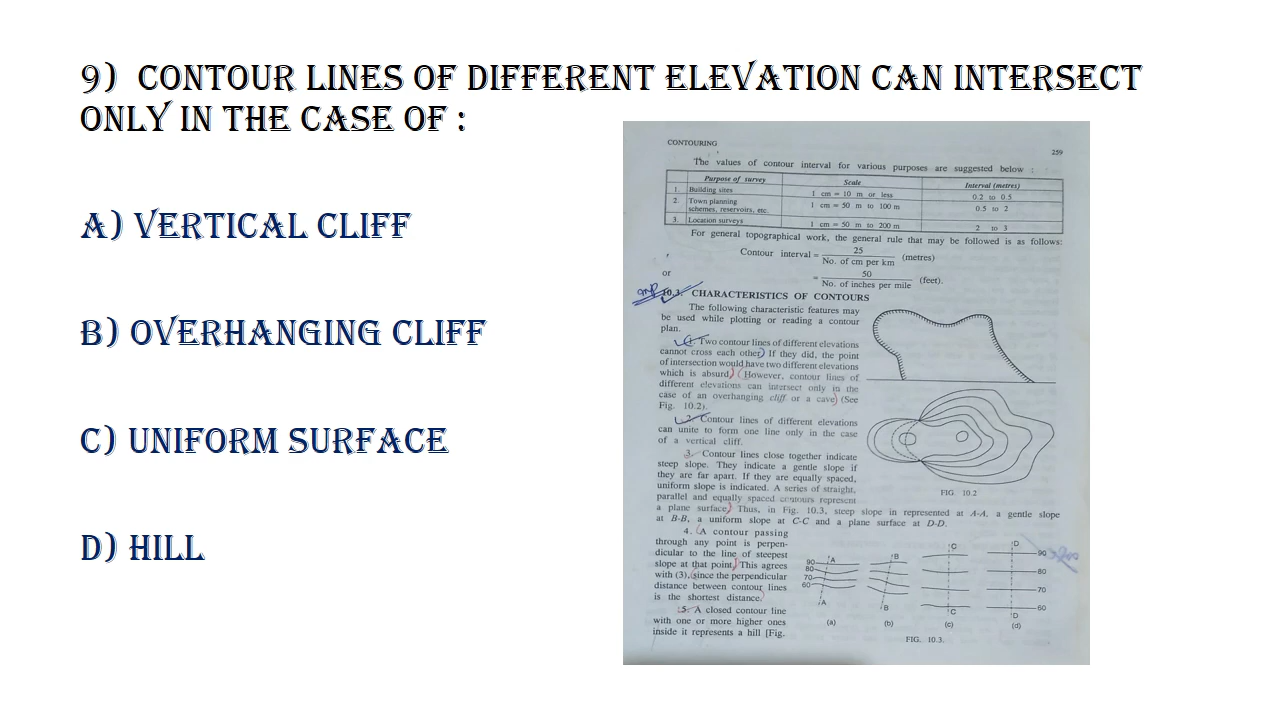 9) CONTOUR LINES OF DIFFERENT ELEVATION CAN INTERSECT
ONLY IN THE CASE OF :
A) VERTICAL CLIFF
B) OVERHANGING CLIFF
C) UNIFORM SURFACE
D) HILL
CONTOURING
259
The values of contour interval for various purposes are suggested below :
Purpose of survey Scale Interval (metres)
1. Building sites 1 cm = 10 m or less 0.2 to 0.5
2. Town planning schemes, reservoirs, etc. 1 cm = 50 m to 100 m 0.5 to 2
3. Location surveys 1 cm = 50 m to 200 m 2 to 3
For general topographical work, the general rule that may be followed is as follows:
Contour interval = 25 / No. of cm per km (metres)
or = 50 / No. of inches per mile (feet).
imp
10.3. CHARACTERISTICS OF CONTOURS
The following characteristic features may
be used while plotting or reading a contour
plan.
1. Two contour lines of different elevations
cannot cross each other. If they did, the point
of intersection would have two different elevations
which is absurd. However, contour lines of
different elevations can intersect only in the
case of an overhanging cliff or a cave (See
Fig. 10.2).
2. Contour lines of different elevations
can unite to form one line only in the case
of a vertical cliff.
3. Contour lines close together indicate
steep slope. They indicate a gentle slope if
they are far apart. If they are equally spaced,
uniform slope is indicated. A series of straight,
parallel and equally spaced contours represent
a plane surface. Thus, in Fig. 10.3, steep slope in represented at A-A, a gentle slope
at B-B, a uniform slope at C-C and a plane surface at D-D.
FIG. 10.2
4. A contour passing
through any point is perpen-
dicular to the line of steepest
slope at that point. This agrees
with (3), since the perpendicular
distance between contour lines
is the shortest distance.
5. A closed contour line
with one or more higher ones
inside it represents a hill [Fig.
90 A B C D 90
80 80
70 70
60 60
A B C D
(a) (b) (c) (d)
FIG. 10.3.